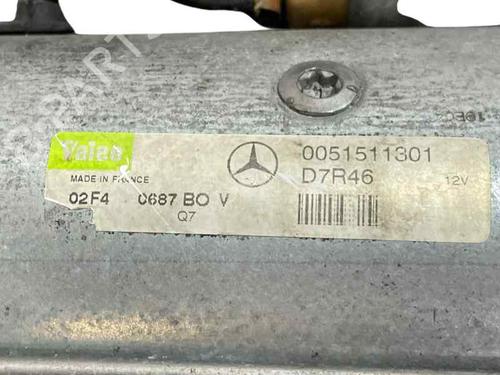 Valeo
MADE IN FRANCE
02F4 0687 BO V
Q7
0051511301
D7R46 12V